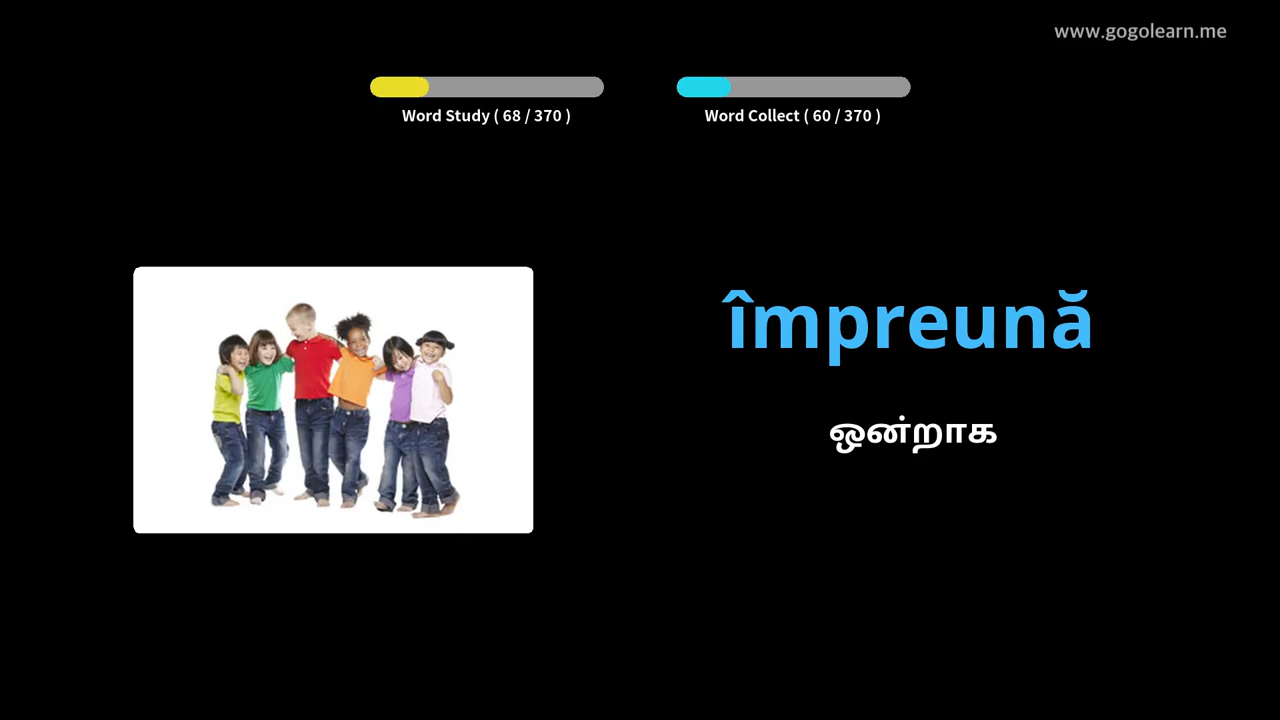 www.gogolearn.me
Word Study ( 68 / 370 )
Word Collect ( 60 / 370 )
împreună
ஒன்றாக